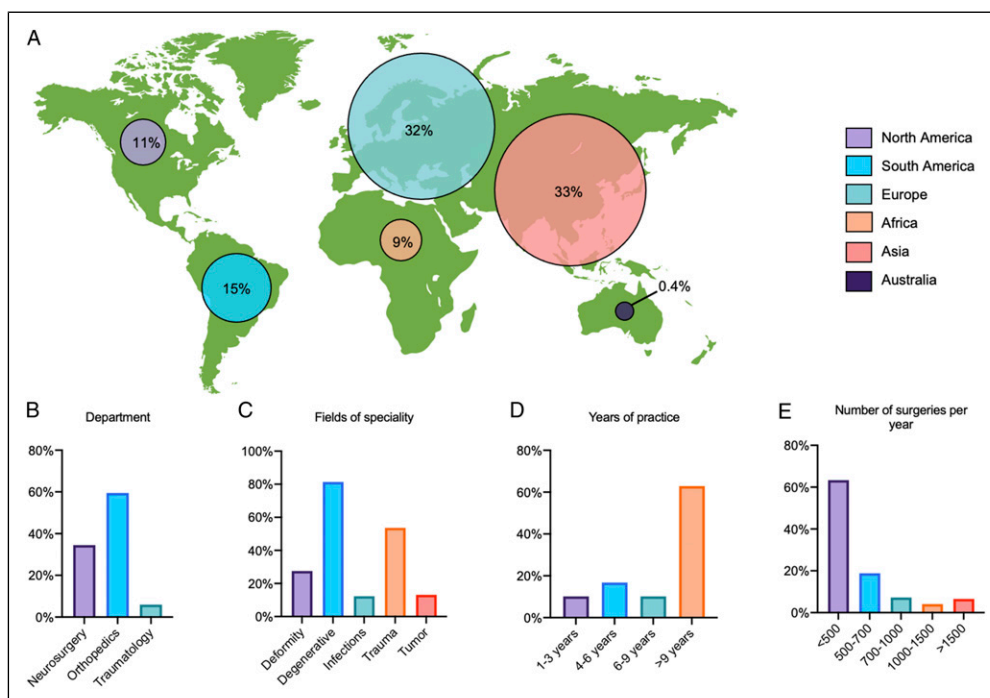 A
11%
32%
33%
9%
15%
0.4%
North America
South America
Europe
Africa
Asia
Australia
B
Department
80%
60%
40%
20%
0%
Neurosurgery
Orthopedics
Traumatology
C
Fields of speciality
100%
80%
60%
40%
20%
0%
Deformity
Degenerative
Infections
Trauma
Tumor
D
Years of practice
80%
60%
40%
20%
0%
1-3 years
4-6 years
6-9 years
>9 years
E
Number of surgeries per
year
80%
60%
40%
20%
0%
<500
500-700
700-1000
1000-1500
>1500